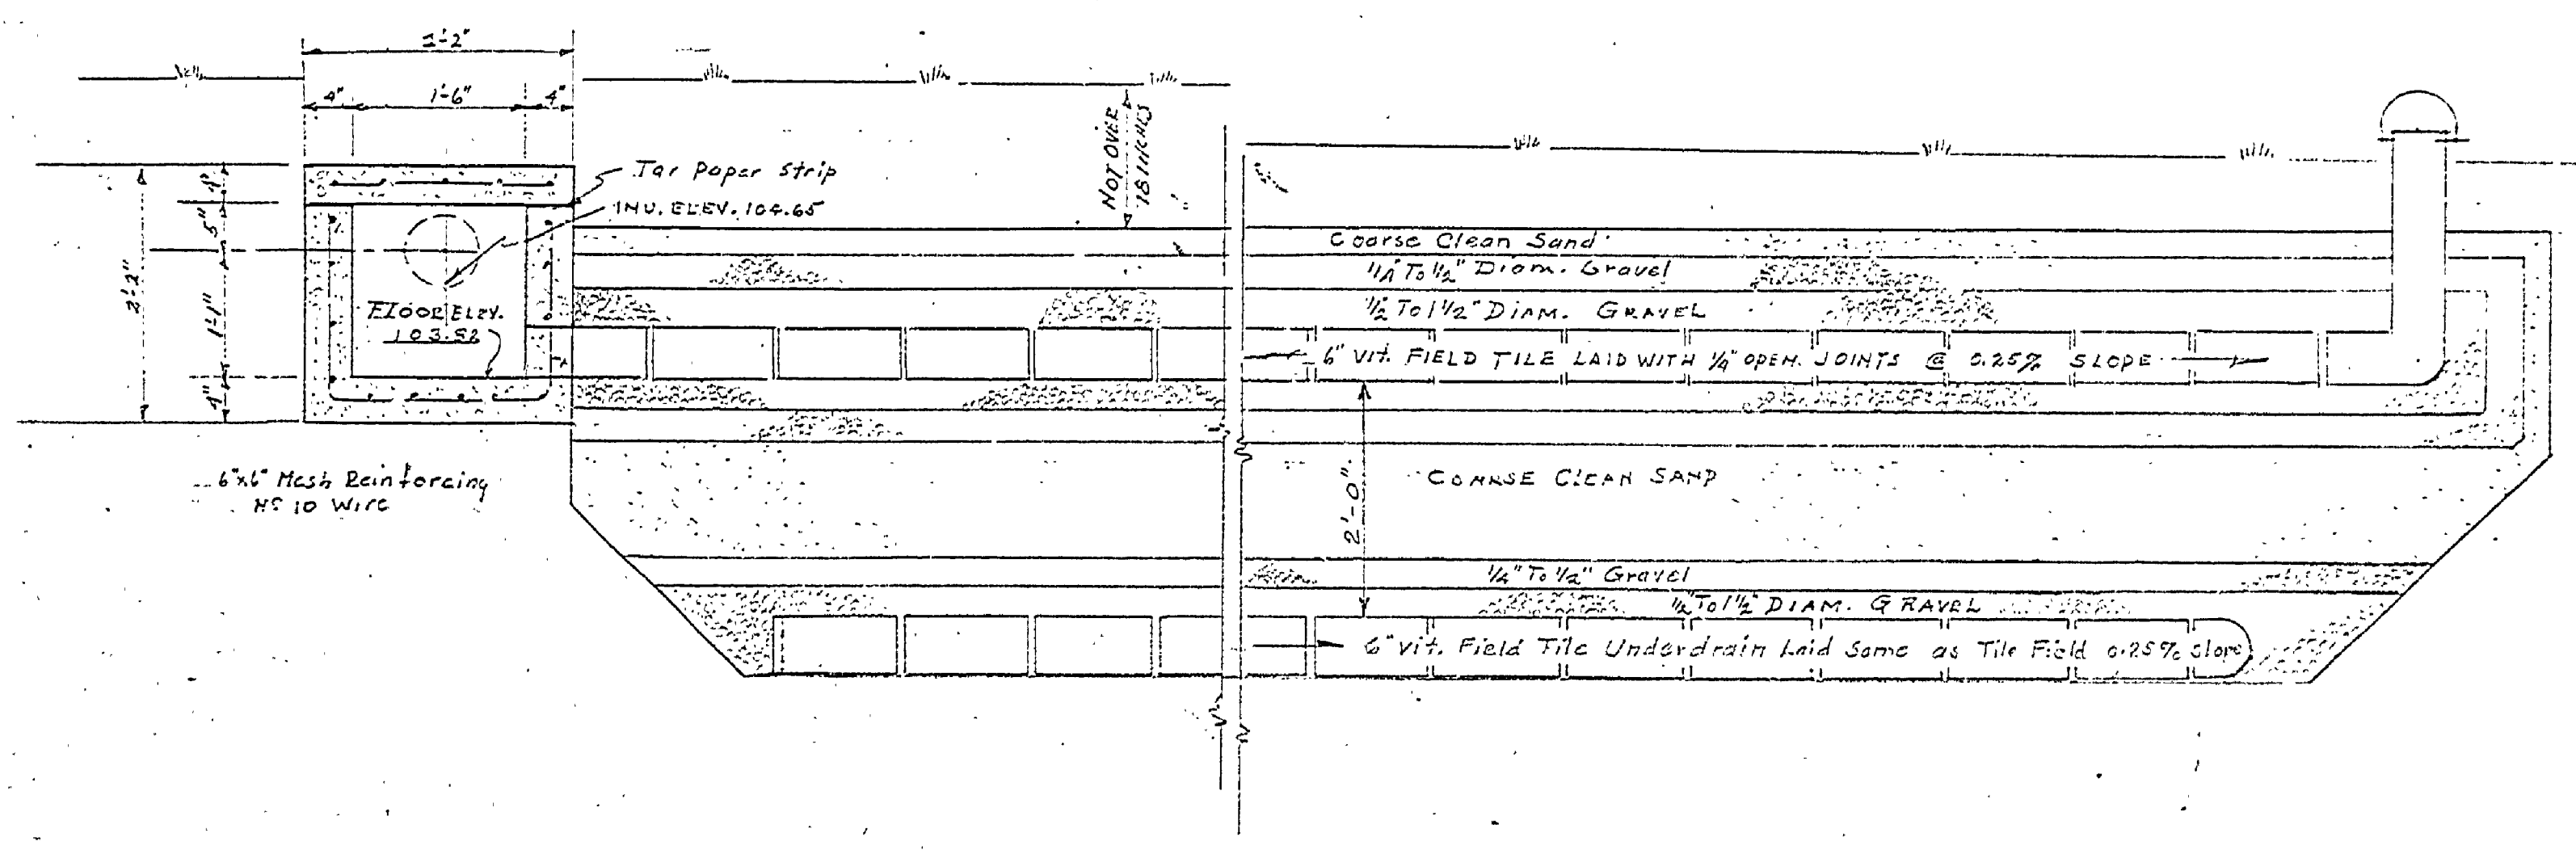 2'-2"
4"
1'-6"
4"
NOT OVER
18 INCHES
Tar Paper Strip
INV. ELEV. 104.65
4"
5"
2'-2"
1'-1"
4"
FLOOR ELEV.
103.52
Coarse Clean Sand
1/4" To 1/2" Diam. Gravel
1/2" To 1 1/2" DIAM. GRAVEL
6" VIT. FIELD TILE LAID WITH 1/4" OPEN. JOINTS @ 0.25% SLOPE
6"x6" Mesh Reinforcing
Nº 10 Wire
2'-0"
COARSE CLEAN SAND
1/4" To 1/2" Gravel
1/2" To 1 1/2" DIAM. GRAVEL
6" Vit. Field Tile Underdrain Laid Same as Tile Field 0.25% Slope